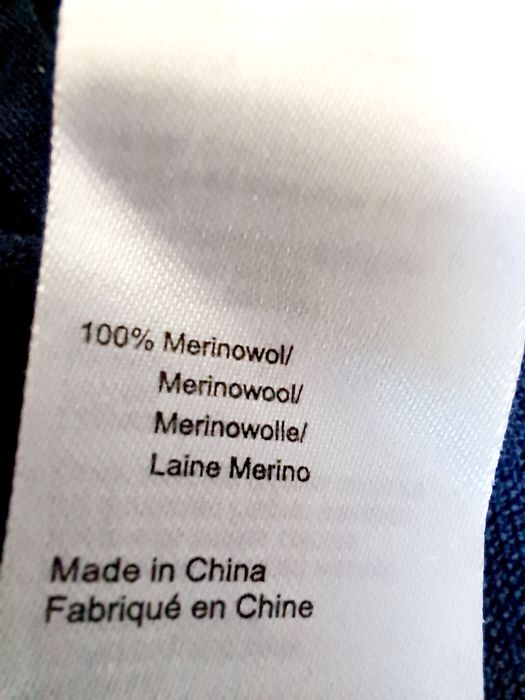 100% Merinowol/
Merinowool/
Merinowolle/
Laine Merino
Made in China
Fabriqué en Chine